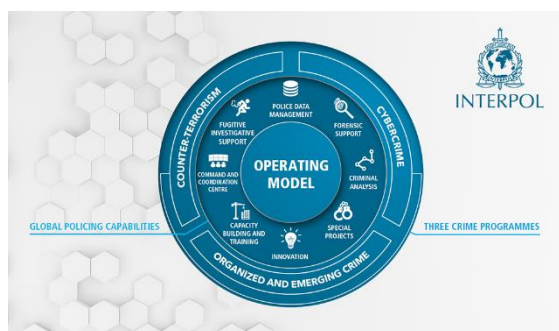 INTERPOL
COUNTER-TERRORISM
CYBERCRIME
ORGANIZED AND EMERGING CRIME
POLICE DATA
MANAGEMENT
FORENSIC
SUPPORT
CRIMINAL
ANALYSIS
SPECIAL
PROJECTS
INNOVATION
CAPACITY
BUILDING AND
TRAINING
COMMAND AND
COORDINATION
CENTRE
FUGITIVE
INVESTIGATIVE
SUPPORT
OPERATING
MODEL
GLOBAL POLICING CAPABILITIES
THREE CRIME PROGRAMMES